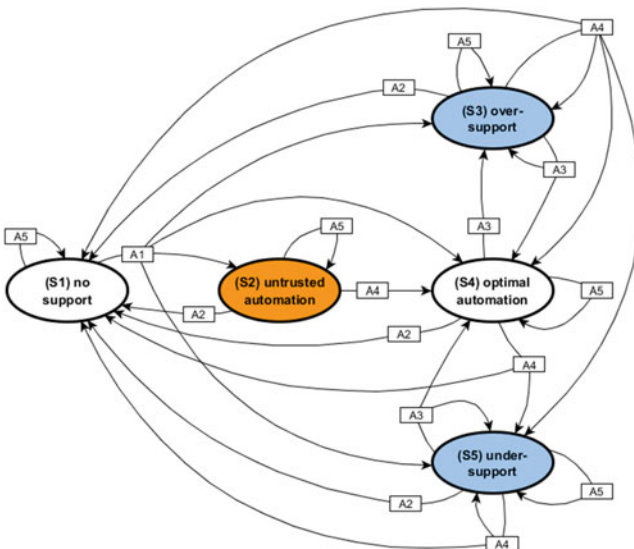 A4
A5
A2
(S3) over-
support
A3
A3
A5
A1
A5
(S1) no
support
(S2) untrusted
automation
A4
(S4) optimal
automation
A5
A2
A2
A4
A3
(S5) under-
support
A5
A2
A4